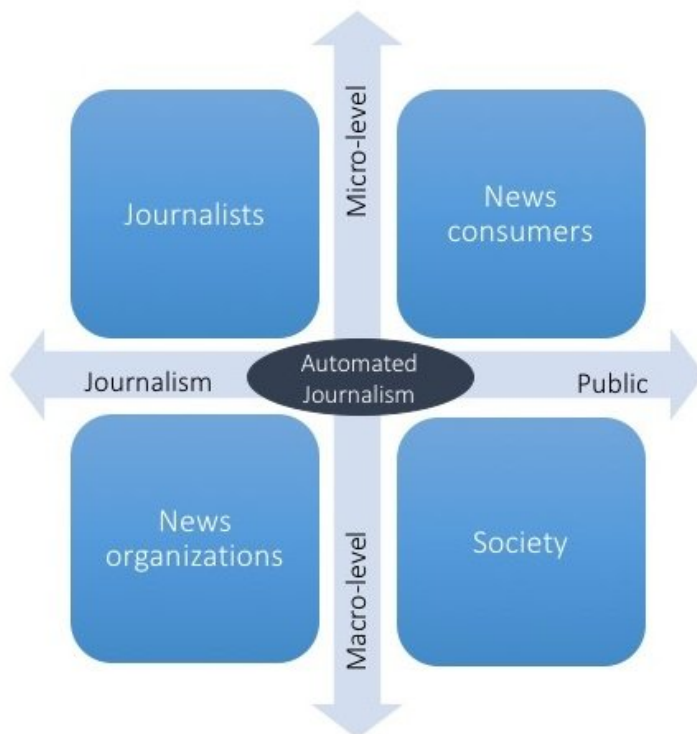 Micro-level
Journalists
News
consumers
Journalism
Automated
Journalism
Public
News
organizations
Macro-level
Society